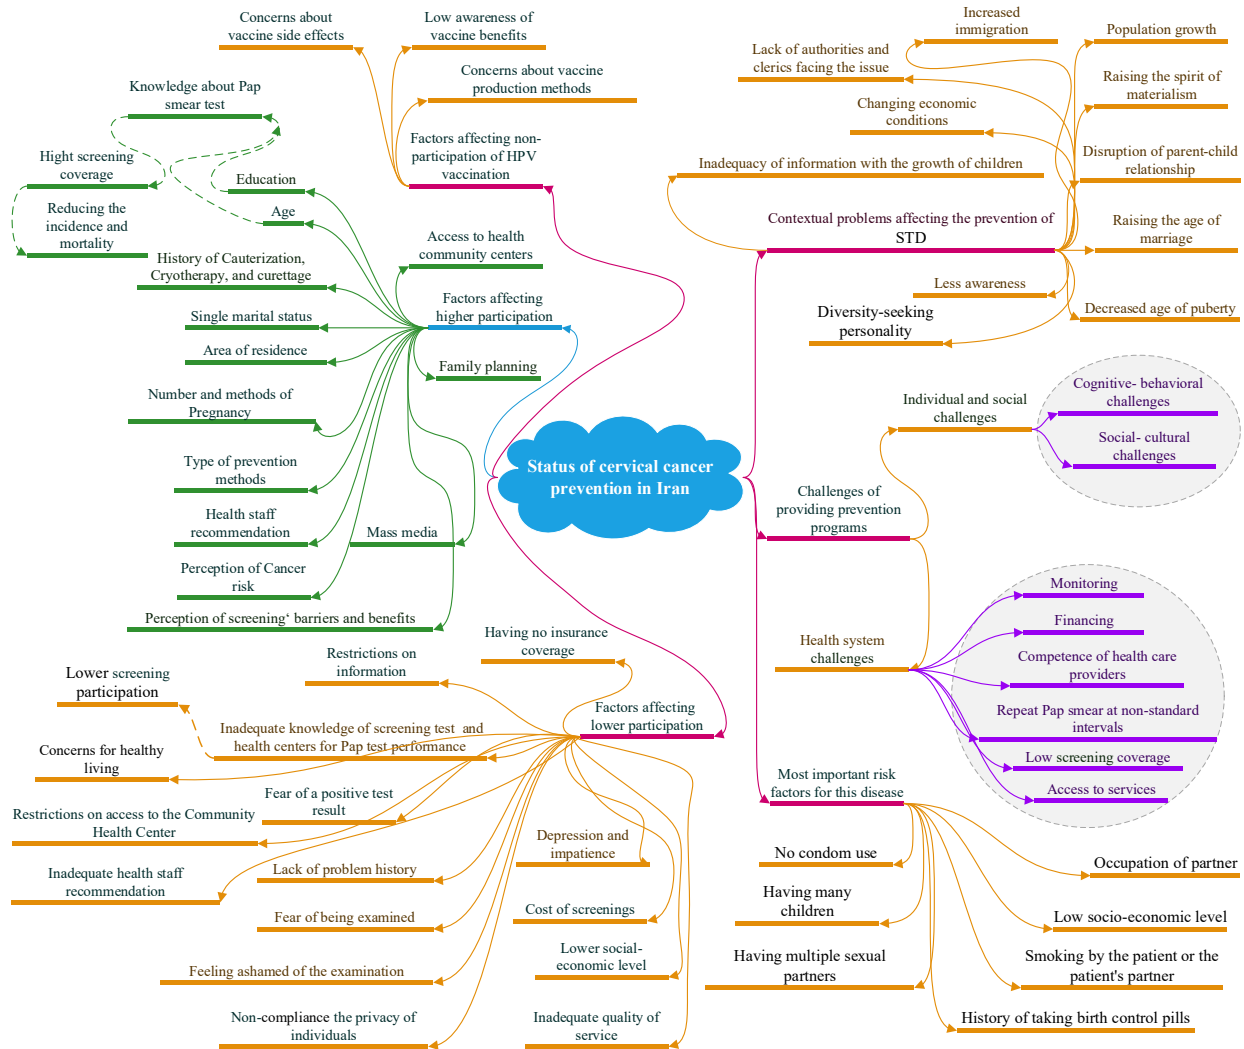 Concerns about
vaccine side effects
Low awareness of
vaccine benefits
Concerns about vaccine
production methods
Factors affecting non-
participation of HPV
vaccination
Knowledge about Pap
smear test
Hight screening
coverage
Reducing the
incidence and
mortality
Education
Age
History of Cauterization,
Cryotherapy, and curettage
Single marital status
Area of residence
Number and methods of
Pregnancy
Type of prevention
methods
Health staff
recommendation
Perception of Cancer
risk
Perception of screening‘ barriers and benefits
Access to health
community centers
Factors affecting
higher participation
Family planning
Mass media
Status of cervical cancer
prevention in Iran
Increased
immigration
Population growth
Lack of authorities and
clerics facing the issue
Raising the spirit of
materialism
Changing economic
conditions
Inadequacy of information with the growth of children
Disruption of parent-child
relationship
Contextual problems affecting the prevention of
STD
Raising the age of
marriage
Less awareness
Diversity-seeking
personality
Decreased age of puberty
Individual and social
challenges
Cognitive- behavioral
challenges
Social- cultural
challenges
Challenges of
providing prevention
programs
Health system
challenges
Monitoring
Financing
Competence of health care
providers
Repeat Pap smear at non-standard
intervals
Low screening coverage
Access to services
Most important risk
factors for this disease
No condom use
Having many
children
Having multiple sexual
partners
Occupation of partner
Low socio-economic level
Smoking by the patient or the
patient's partner
History of taking birth control pills
Having no insurance
coverage
Restrictions on
information
Factors affecting
lower participation
Lower screening
participation
Inadequate knowledge of screening test  and
health centers for Pap test performance
Concerns for healthy
living
Fear of a positive test
result
Restrictions on access to the Community
Health Center
Inadequate health staff
recommendation
Lack of problem history
Fear of being examined
Feeling ashamed of the examination
Non-compliance the privacy of
individuals
Depression and
impatience
Cost of screenings
Lower social-
economic level
Inadequate quality of
service